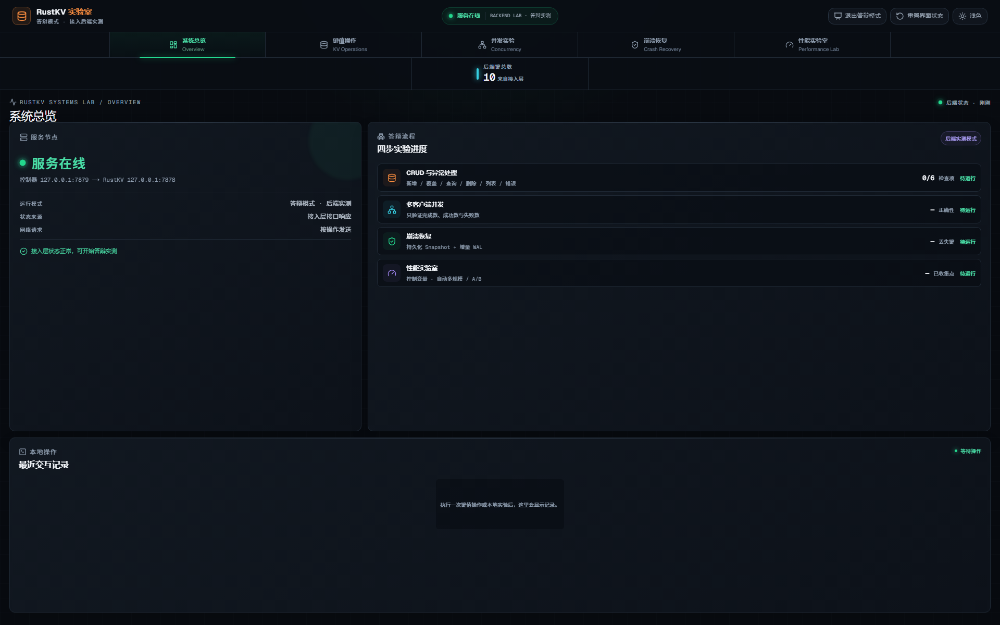 RustKV 实验室
答辩模式 · 接入后端实测
服务在线 BACKEND LAB · 答辩实测
退出答辩模式
重置界面状态
浅色
系统总览
Overview
键值操作
KV Operations
并发实验
Concurrency
崩溃恢复
Crash Recovery
性能实验室
Performance Lab
后端键总数
10 来自接入层
RUSTKV SYSTEMS LAB / OVERVIEW
系统总览
后端状态 · 刚刚
服务节点
服务在线
控制器 127.0.0.1:7879 → RustKV 127.0.0.1:7878
运行模式 答辩模式 · 后端实测
状态来源 接入层接口响应
网络请求 按操作发送
接入层状态正常，可开始答辩实测
答辩流程
四步实验进度
后端实测模式
CRUD 与异常处理
新增 / 覆盖 / 查询 / 删除 / 列表 / 错误
0/6 检查项 待运行
多客户端并发
只验证完成数、成功数与失败数
— 正确性 待运行
崩溃恢复
持久化 Snapshot + 增量 WAL
— 丢失键 待运行
性能实验室
控制变量 · 自动多规模 / A/B
— 已收集点 待运行
本地操作
最近交互记录
等待操作
执行一次键值操作或本地实验后，这里会显示记录。